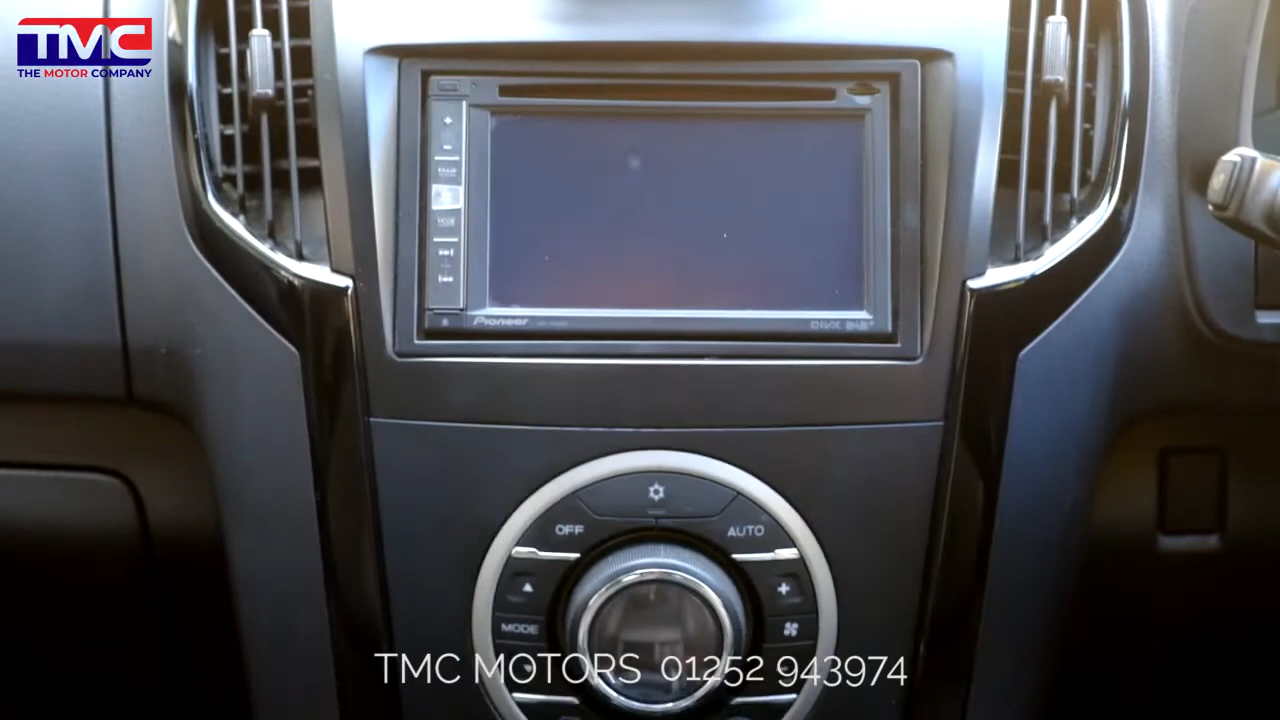 TMC
THE MOTOR COMPANY
Pioneer
OFF
AUTO
MODE
TMC MOTORS 01252 943974